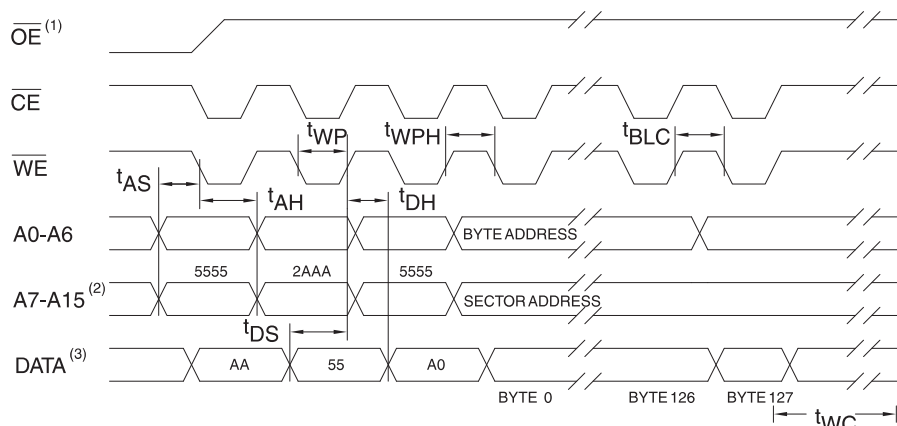 OE (1)
CE
tWP tWPH tBLC
WE
tAS tAH tDH
A0-A6 BYTE ADDRESS
5555 2AAA 5555
A7-A15 (2) SECTOR ADDRESS
tDS
DATA (3) AA 55 A0
BYTE 0 BYTE 126 BYTE 127
tWC